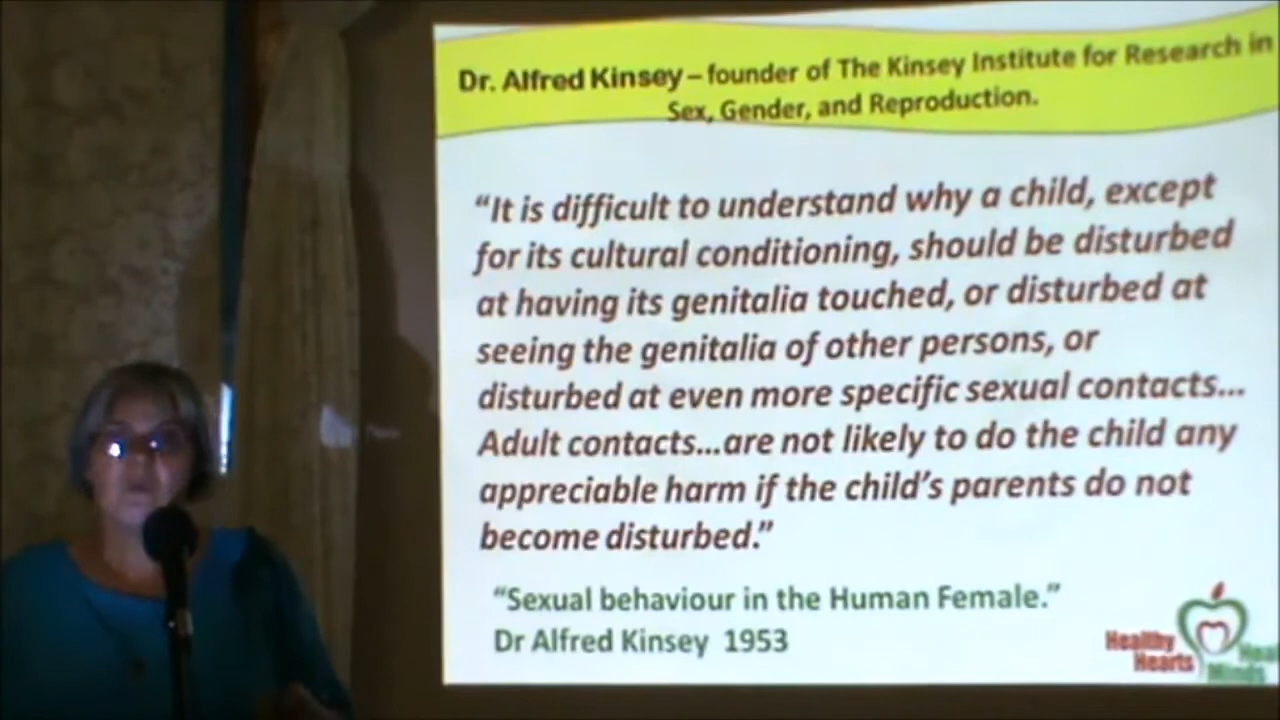 Dr. Alfred Kinsey – founder of The Kinsey Institute for Research in
Sex, Gender, and Reproduction.
“It is difficult to understand why a child, except
for its cultural conditioning, should be disturbed
at having its genitalia touched, or disturbed at
seeing the genitalia of other persons, or
disturbed at even more specific sexual contacts...
Adult contacts...are not likely to do the child any
appreciable harm if the child’s parents do not
become disturbed.”
“Sexual behaviour in the Human Female.”
Dr Alfred Kinsey 1953
Healthy
Hearts